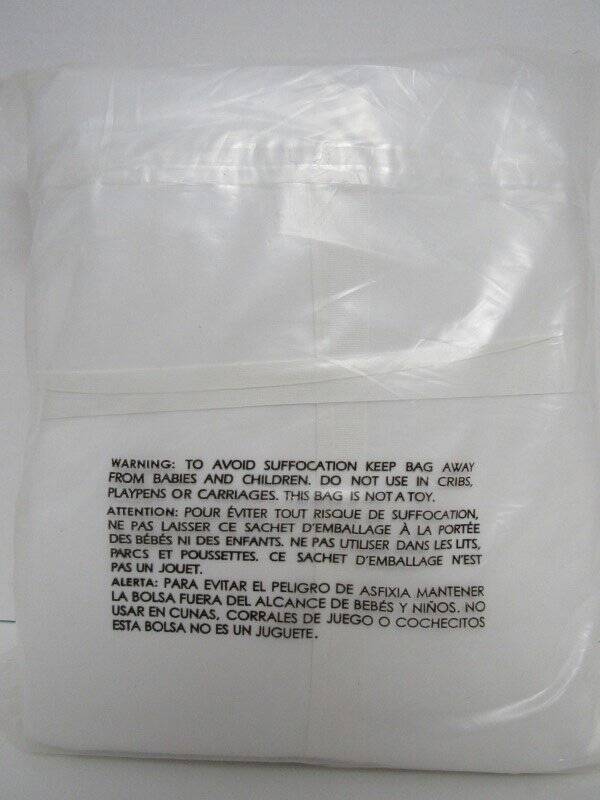 WARNING: TO AVOID SUFFOCATION KEEP BAG AWAY
FROM BABIES AND CHILDREN. DO NOT USE IN CRIBS,
PLAYPENS OR CARRIAGES. THIS BAG IS NOT A TOY.
ATTENTION: POUR ÉVITER TOUT RISQUE DE SUFFOCATION,
NE PAS LAISSER CE SACHET D'EMBALLAGE À LA PORTÉE
DES BÉBÉS NI DES ENFANTS. NE PAS UTILISER DANS LES LITS,
PARCS ET POUSSETTES. CE SACHET D'EMBALLAGE N'EST
PAS UN JOUET.
ALERTA: PARA EVITAR EL PELIGRO DE ASFIXIA MANTENER
LA BOLSA FUERA DEL ALCANCE DE BEBÉS Y NIÑOS. NO
USAR EN CUNAS, CORRALES DE JUEGO O COCHECITOS
ESTA BOLSA NO ES UN JUGUETE.